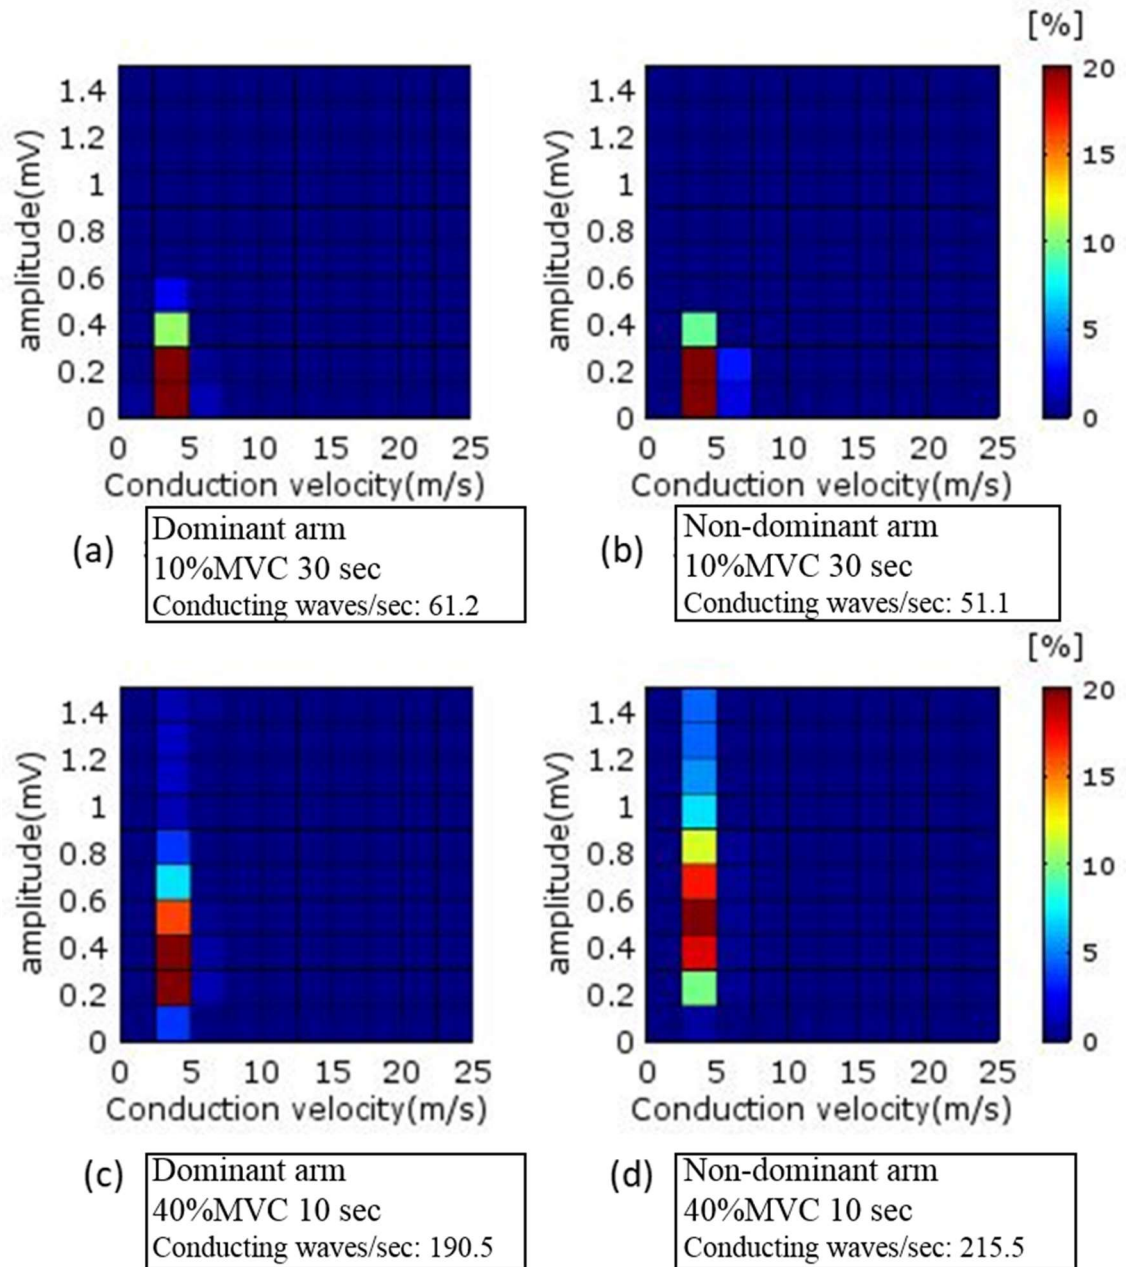 [%]
1.4
1.2
1
0.8
0.6
0.4
0.2
0
amplitude(mV)
0 5 10 15 20 25
Conduction velocity(m/s)
1.4
1.2
1
0.8
0.6
0.4
0.2
0
amplitude(mV)
0 5 10 15 20 25
Conduction velocity(m/s)
20
15
10
5
0
(a)
Dominant arm
10%MVC 30 sec
Conducting waves/sec: 61.2
(b)
Non-dominant arm
10%MVC 30 sec
Conducting waves/sec: 51.1
[%]
1.4
1.2
1
0.8
0.6
0.4
0.2
0
amplitude(mV)
0 5 10 15 20 25
Conduction velocity(m/s)
1.4
1.2
1
0.8
0.6
0.4
0.2
0
amplitude(mV)
0 5 10 15 20 25
Conduction velocity(m/s)
20
15
10
5
0
(c)
Dominant arm
40%MVC 10 sec
Conducting waves/sec: 190.5
(d)
Non-dominant arm
40%MVC 10 sec
Conducting waves/sec: 215.5